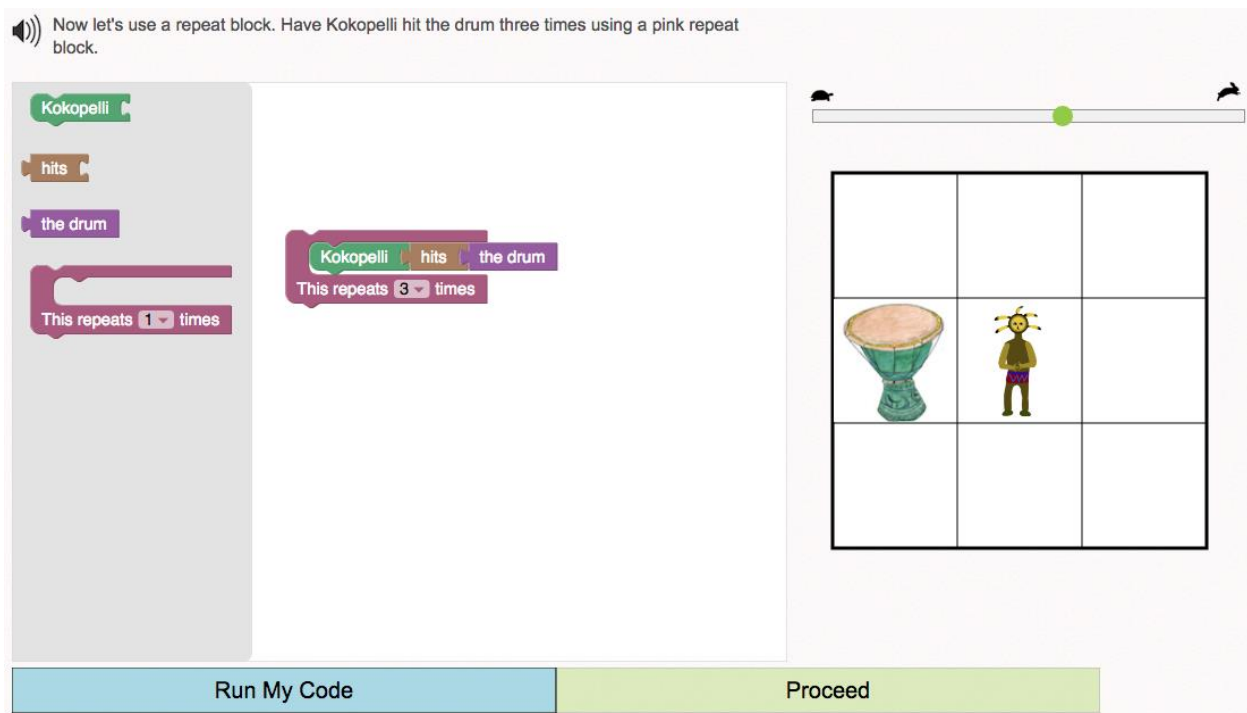 Now let's use a repeat block. Have Kokopelli hit the drum three times using a pink repeat
block.
Kokopelli
hits
the drum
This repeats 1 times
Kokopelli hits the drum
This repeats 3 times
Run My Code
Proceed